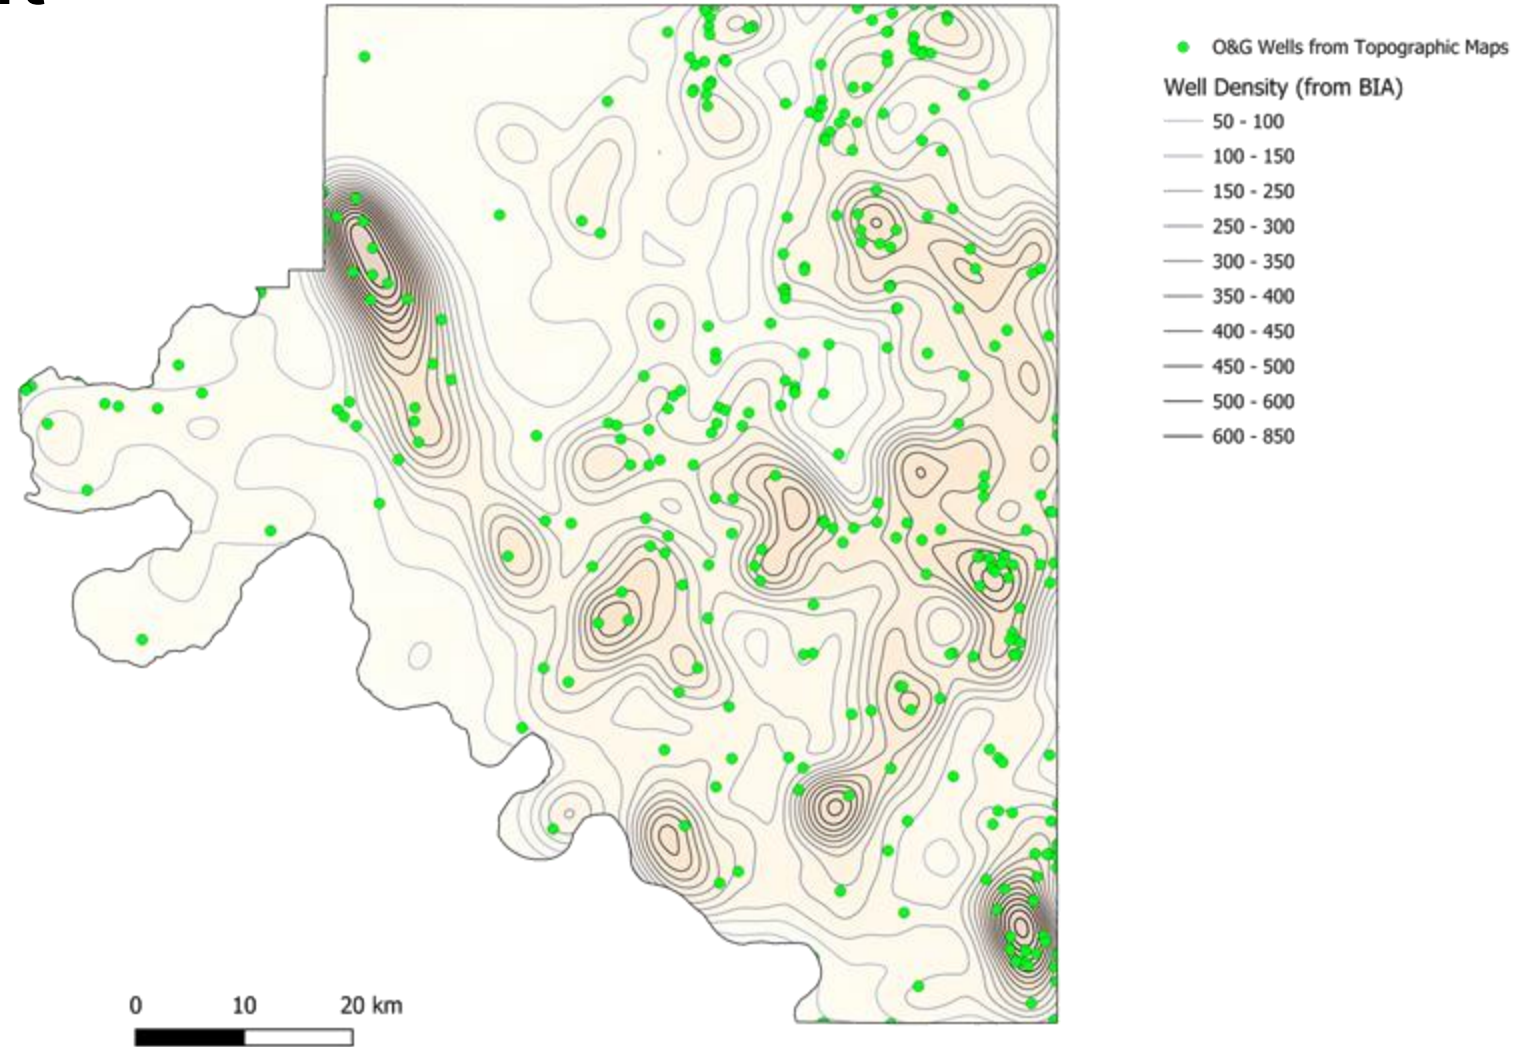 O&G Wells from Topographic Maps
Well Density (from BIA)
50 - 100
100 - 150
150 - 250
250 - 300
300 - 350
350 - 400
400 - 450
450 - 500
500 - 600
600 - 850
0 10 20 km